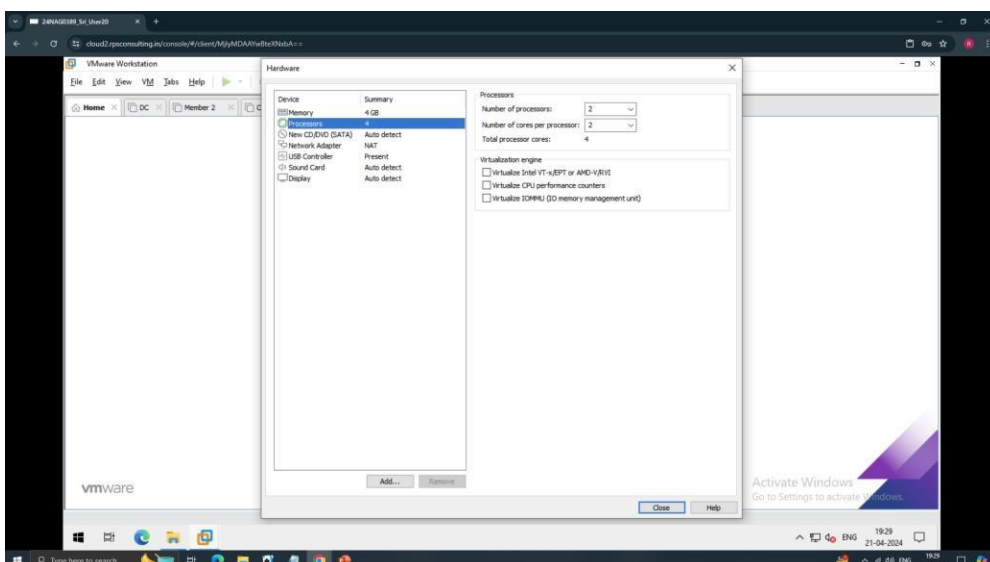 24NAG0389_Sri_User20
cloud2.rpsconsulting.in/console/#/client/MjIyMDAAYwBteXNxbA==
VMware Workstation
File Edit View VM Tabs Help
Home DC Member 2
Hardware
Device Summary
Memory 4 GB
Processors 4
New CD/DVD (SATA) Auto detect
Network Adapter NAT
USB Controller Present
Sound Card Auto detect
Display Auto detect
Add... Remove
Processors
Number of processors: 2
Number of cores per processor: 2
Total processor cores: 4
Virtualization engine
Virtualize Intel VT-x/EPT or AMD-V/RVI
Virtualize CPU performance counters
Virtualize IOMMU (IO memory management unit)
Close Help
vmware
Activate Windows
Go to Settings to activate Windows.
ENG 19:29
21-04-2024
Type here to search
ENG 19:29